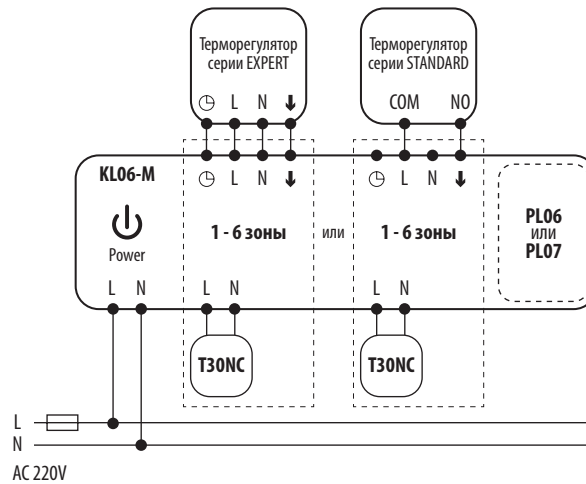 Терморегулятор
серии EXPERT
Терморегулятор
серии STANDARD
L N
COM NO
KL06-M
L N
L N
PL06
или
PL07
Power
1 - 6 зоны
или
1 - 6 зоны
L N
L N
L N
T30NC
T30NC
L
N
AC 220V